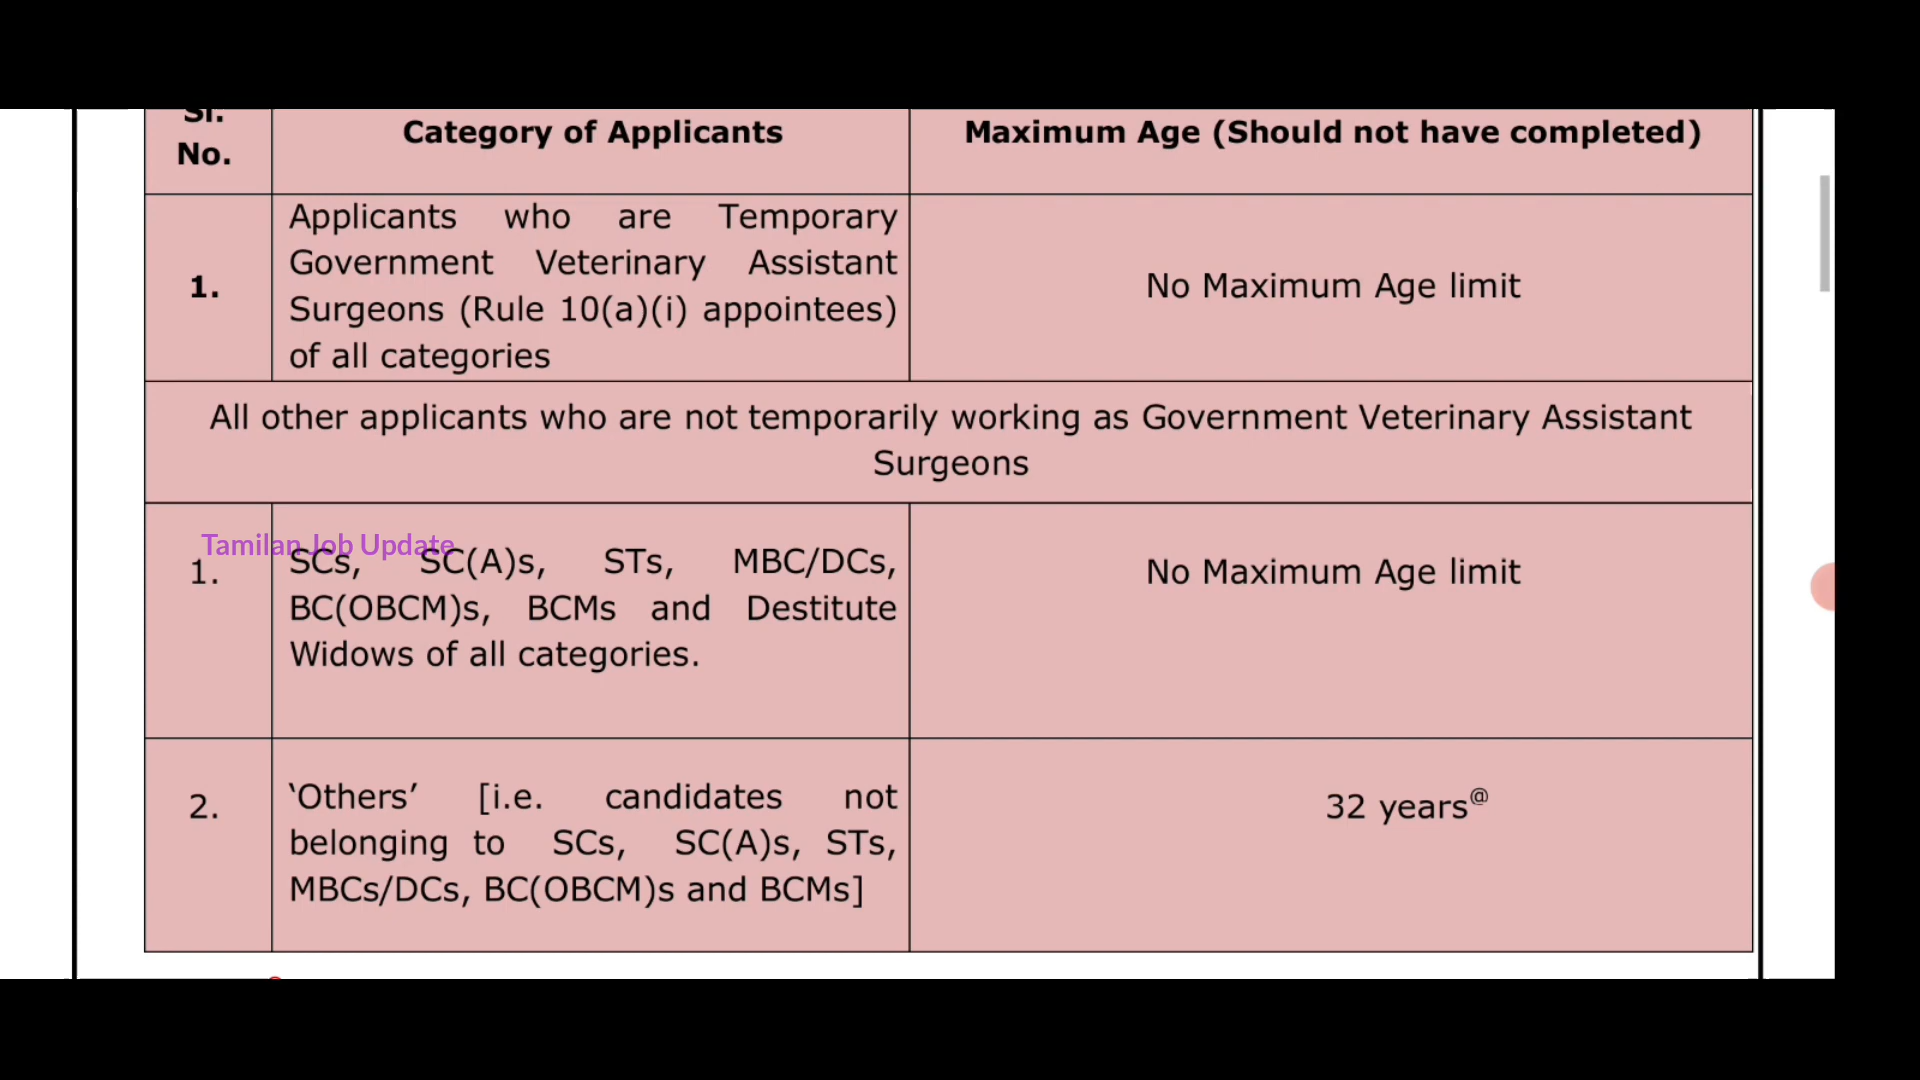 Sl.
No.
Category of Applicants
Maximum Age (Should not have completed)
1.
Applicants who are Temporary
Government Veterinary Assistant
Surgeons (Rule 10(a)(i) appointees)
of all categories
No Maximum Age limit
All other applicants who are not temporarily working as Government Veterinary Assistant
Surgeons
Tamilan Job Update
1.
SCs, SC(A)s, STs, MBC/DCs,
BC(OBCM)s, BCMs and Destitute
Widows of all categories.
No Maximum Age limit
2.
‘Others’ [i.e. candidates not
belonging to SCs, SC(A)s, STs,
MBCs/DCs, BC(OBCM)s and BCMs]
32 years@